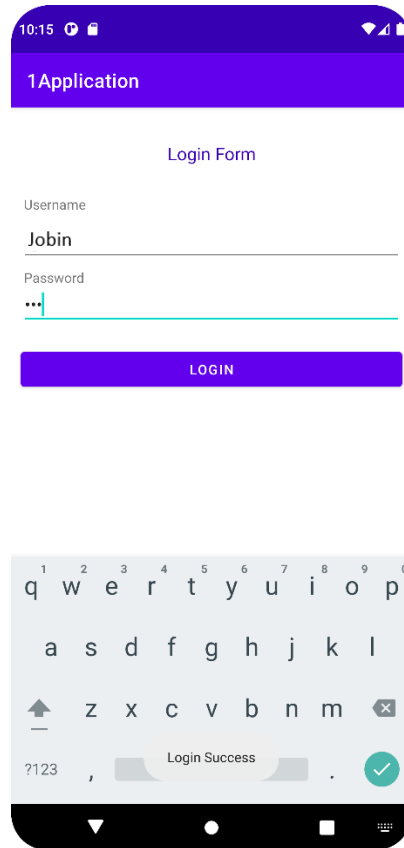 10:15
1Application
Login Form
Username
Jobin
Password
•••
LOGIN
1 2 3 4 5 6 7 8 9
q w e r t y u i o p
a s d f g h j k l
z x c v b n m
?123 , Login Success .